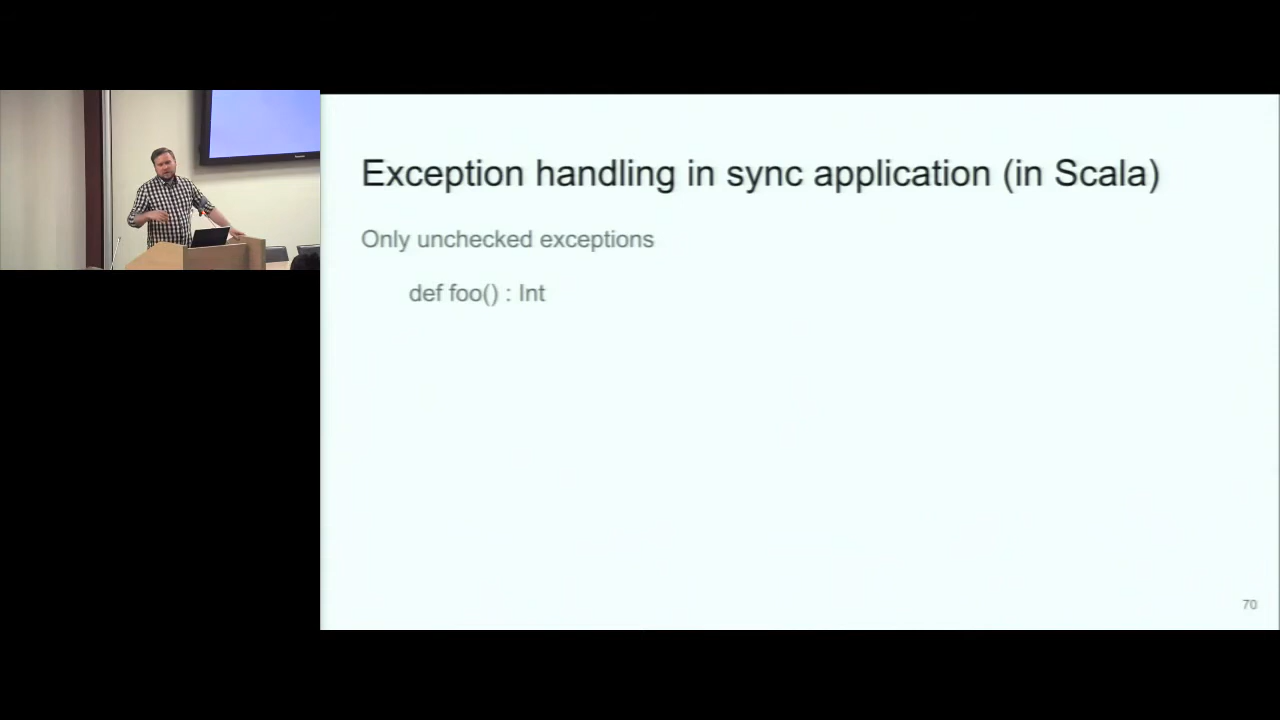 Exception handling in sync application (in Scala)
Only unchecked exceptions
def foo() : Int
70